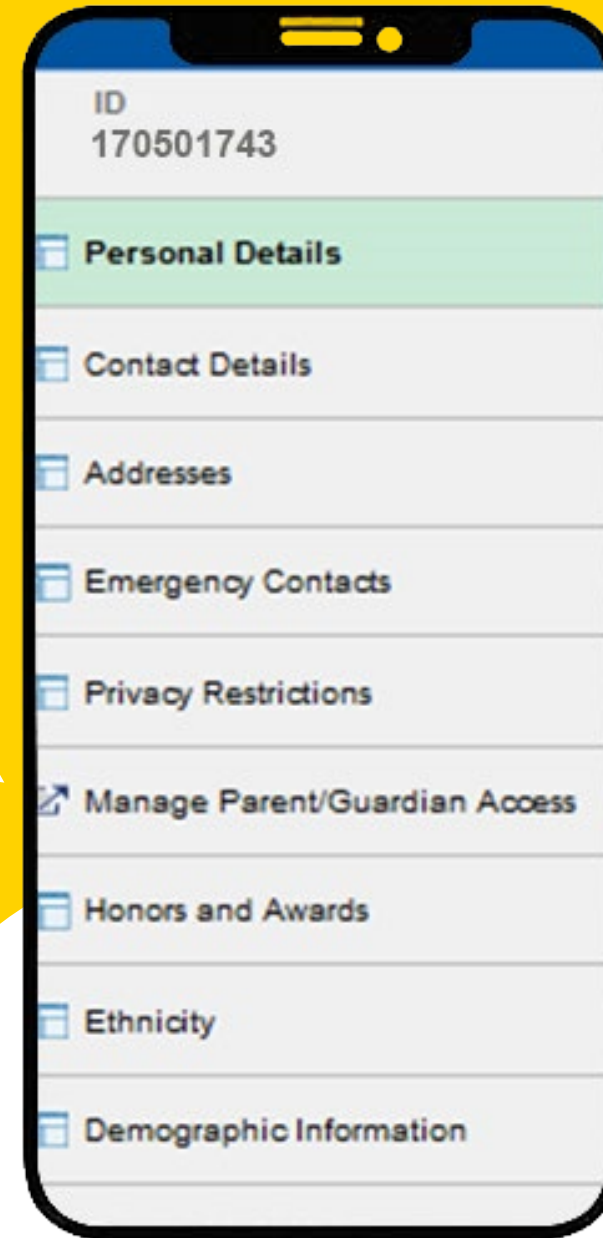 ID
170501743
Personal Details
Contact Details
Addresses
Emergency Contacts
Privacy Restrictions
Manage Parent/Guardian Access
Honors and Awards
Ethnicity
Demographic Information